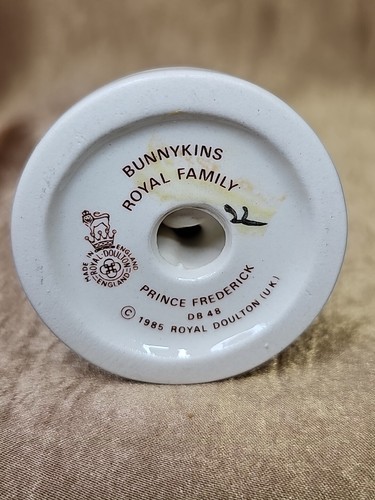 BUNNYKINS
ROYAL FAMILY
MADE IN ENGLAND
ROYAL·DOULTON
ENGLAND
PRINCE FREDERICK
DB 48
© 1985 ROYAL DOULTON (UK)